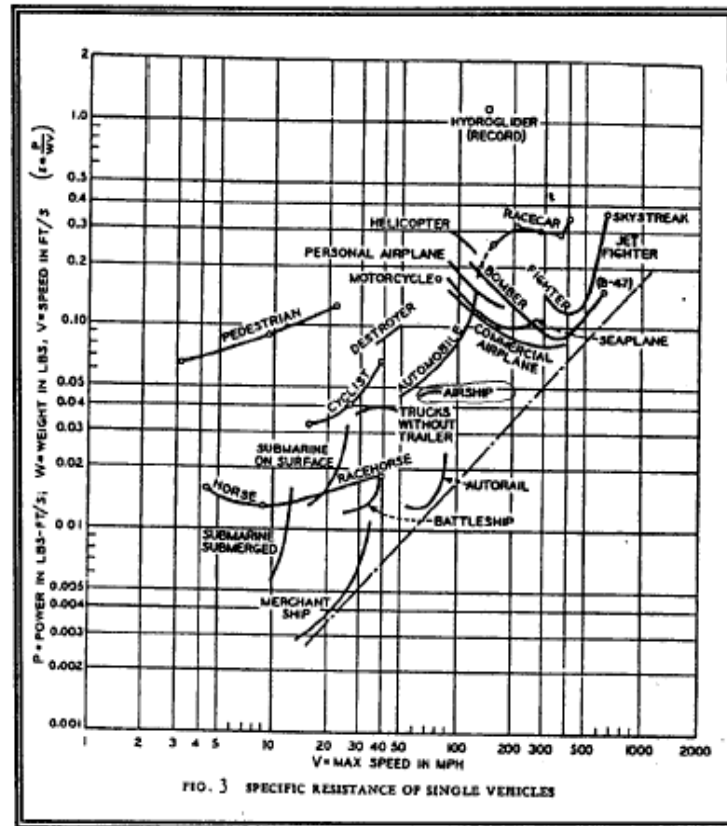 2
1.0
0.5
0.4
0.3
0.2
0.10
0.05
0.04
0.03
0.02
0.01
0.005
0.004
0.003
0.002
0.001
P=POWER IN LBS-FT/S; W=WEIGHT IN LBS; V=SPEED IN FT/S (ε=P/WV)
HYDROGLIDER
(RECORD)
HELICOPTER
RACECAR
SKYSTREAK
JET
FIGHTER
PERSONAL AIRPLANE
MOTORCYCLE
BOMBER
FIGHTER
(B-47)
PEDESTRIAN
DESTROYER
SEAPLANE
COMMERCIAL
AIRPLANE
CYCLIST
AUTOMOBILE
AIRSHIP
TRUCKS
WITHOUT
TRAILER
SUBMARINE
ON SURFACE
RACEHORSE
HORSE
AUTORAIL
BATTLESHIP
SUBMARINE
SUBMERGED
MERCHANT
SHIP
1 2 3 4 5 10 20 30 40 50 100 200 300 500 1000 2000
V=MAX SPEED IN MPH
FIG. 3 SPECIFIC RESISTANCE OF SINGLE VEHICLES